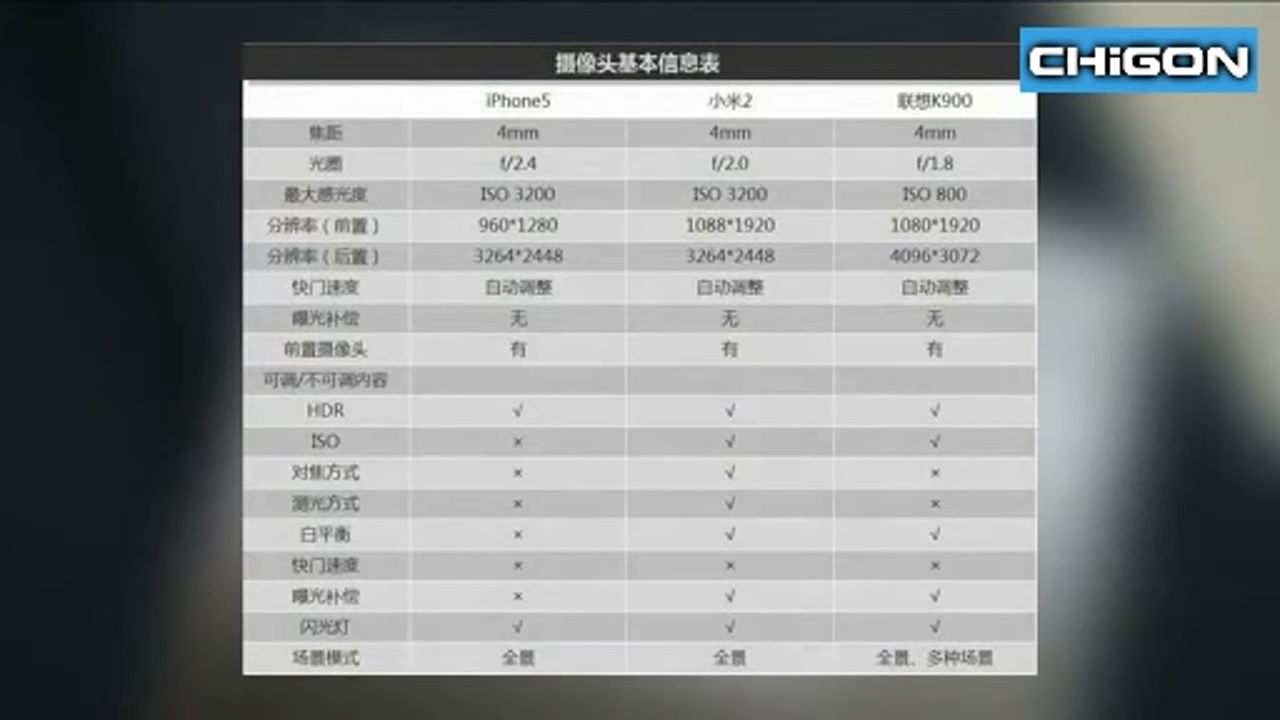 摄像头基本信息表
CHiGON
iPhone5 小米2 联想K900
焦距 4mm 4mm 4mm
光圈 f/2.4 f/2.0 f/1.8
最大感光度 ISO 3200 ISO 3200 ISO 800
分辨率（前置） 960*1280 1088*1920 1080*1920
分辨率（后置） 3264*2448 3264*2448 4096*3072
快门速度 自动调整 自动调整 自动调整
曝光补偿 无 无 无
前置摄像头 有 有 有
可调/不可调内容
HDR √ √ √
ISO × √ √
对焦方式 × √ ×
测光方式 × √ ×
白平衡 × √ √
快门速度 × × ×
曝光补偿 × √ √
闪光灯 √ √ √
场景模式 全景 全景 全景、多种场景